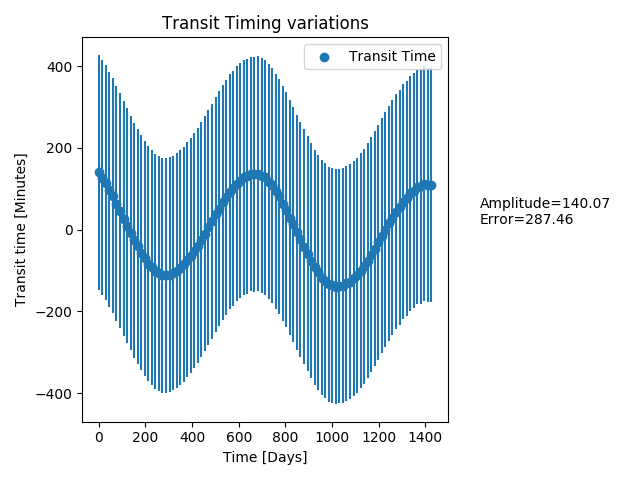 Transit Timing variations
Transit Time
Transit time [Minutes]
400
200
0
−200
−400
0 200 400 600 800 1000 1200 1400
Time [Days]
Amplitude=140.07
Error=287.46